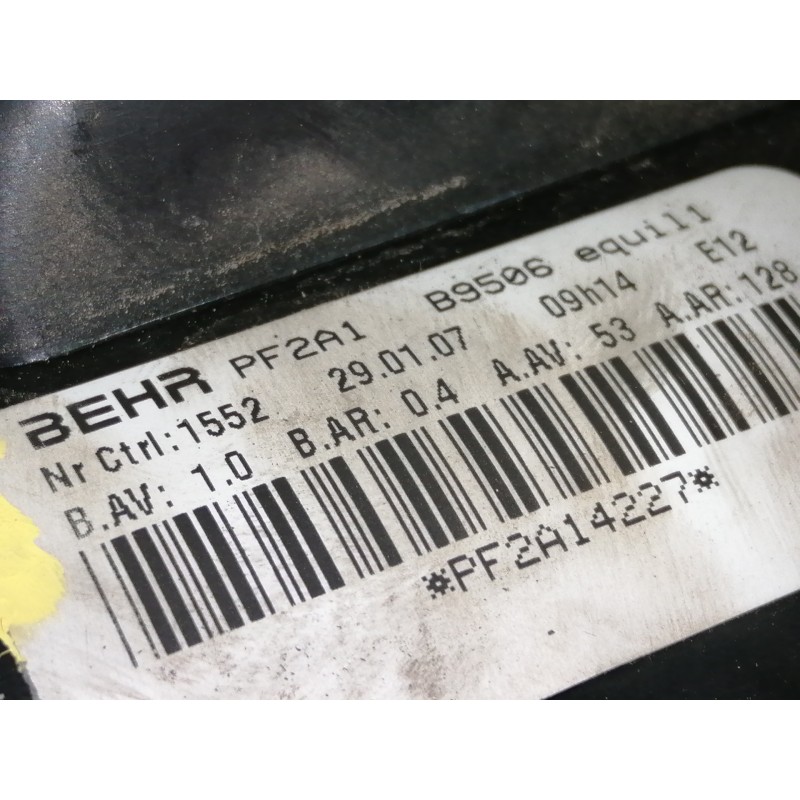 BEHR PF2A1 B9506 equil1
Nr Ctrl:1552 29.01.07 09h14 E12
B.AV: 1.0 B.AR: 0.4 A.AV: 53 A.AR:128
*PF2A14227*